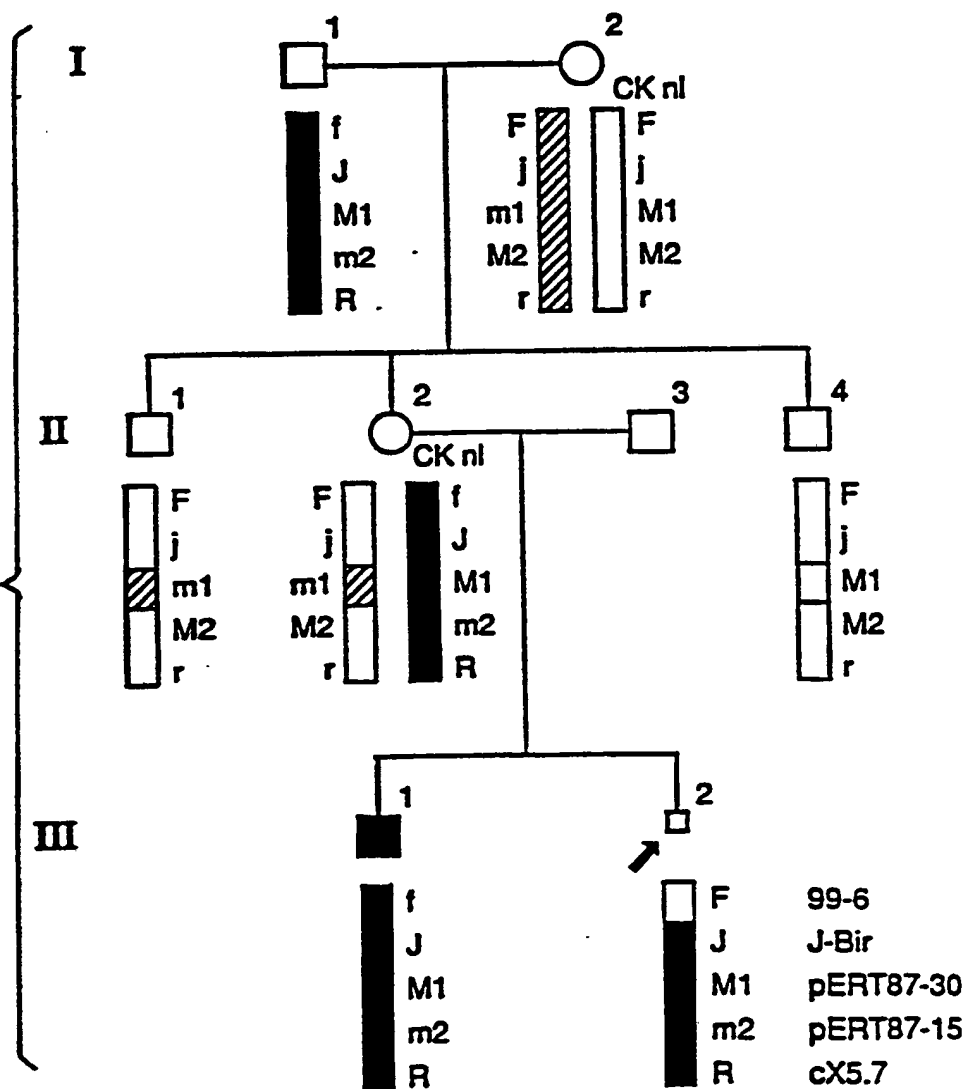 I 1 2
CK nl
f F F
J j j
M1 m1 M1
m2 M2 M2
R r r
II 1 2 3 4
CK nl
F F f F
j j J j
m1 m1 M1 M1
M2 M2 m2 M2
r r R r
III 1 2
f F 99-6
J J J-Bir
M1 M1 pERT87-30
m2 m2 pERT87-15
R R cX5.7